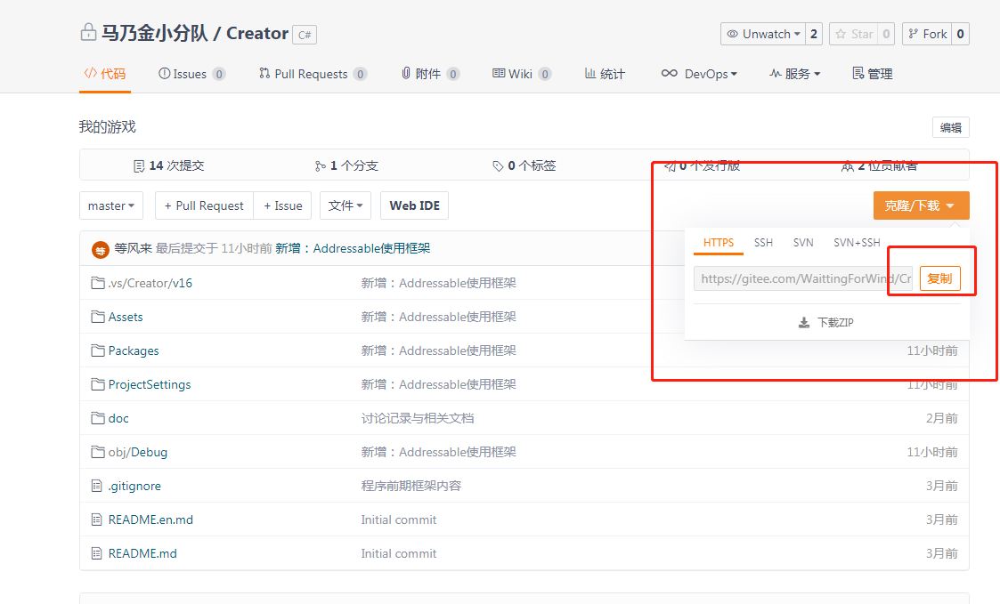 马乃金小分队 / Creator C# Unwatch 2 Star 0 Fork 0
代码 Issues 0 Pull Requests 0 附件 0 Wiki 0 统计 DevOps 服务 管理
我的游戏 编辑
14 次提交 1 个分支 0 个标签 0 个发行版 2 位贡献者
master + Pull Request + Issue 文件 Web IDE 克隆/下载
HTTPS SSH SVN SVN+SSH
https://gitee.com/WaittingForWind/Cr 复制
下载ZIP
等 等风来 最后提交于 11小时前 新增：Addressable使用框架
.vs/Creator/v16 新增：Addressable使用框架
Assets 新增：Addressable使用框架
Packages 新增：Addressable使用框架 11小时前
ProjectSettings 新增：Addressable使用框架 11小时前
doc 讨论记录与相关文档 2月前
obj/Debug 新增：Addressable使用框架 11小时前
.gitignore 程序前期框架内容 3月前
README.en.md Initial commit 3月前
README.md Initial commit 3月前